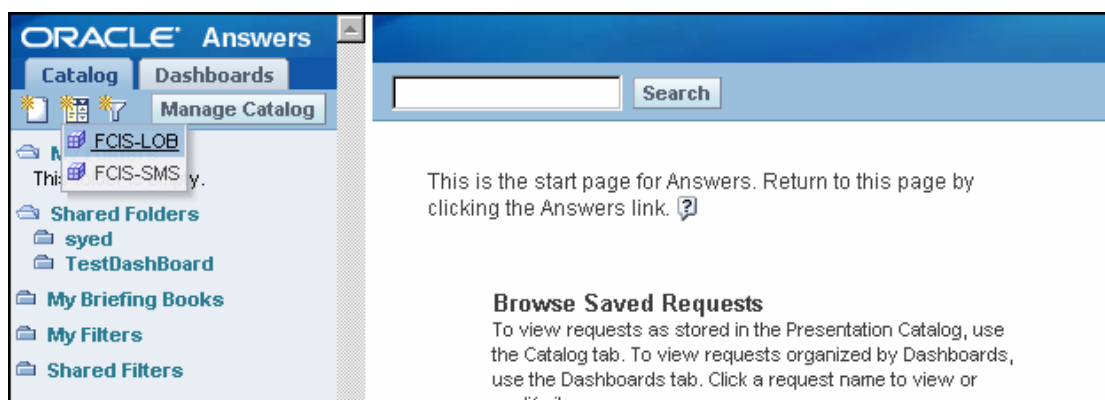 ORACLE Answers
Catalog Dashboards
Manage Catalog
FCIS-LOB
FCIS-SMS
Shared Folders
syed
TestDashBoard
My Briefing Books
My Filters
Shared Filters
Search
This is the start page for Answers. Return to this page by
clicking the Answers link.
Browse Saved Requests
To view requests as stored in the Presentation Catalog, use
the Catalog tab. To view requests organized by Dashboards,
use the Dashboards tab. Click a request name to view or